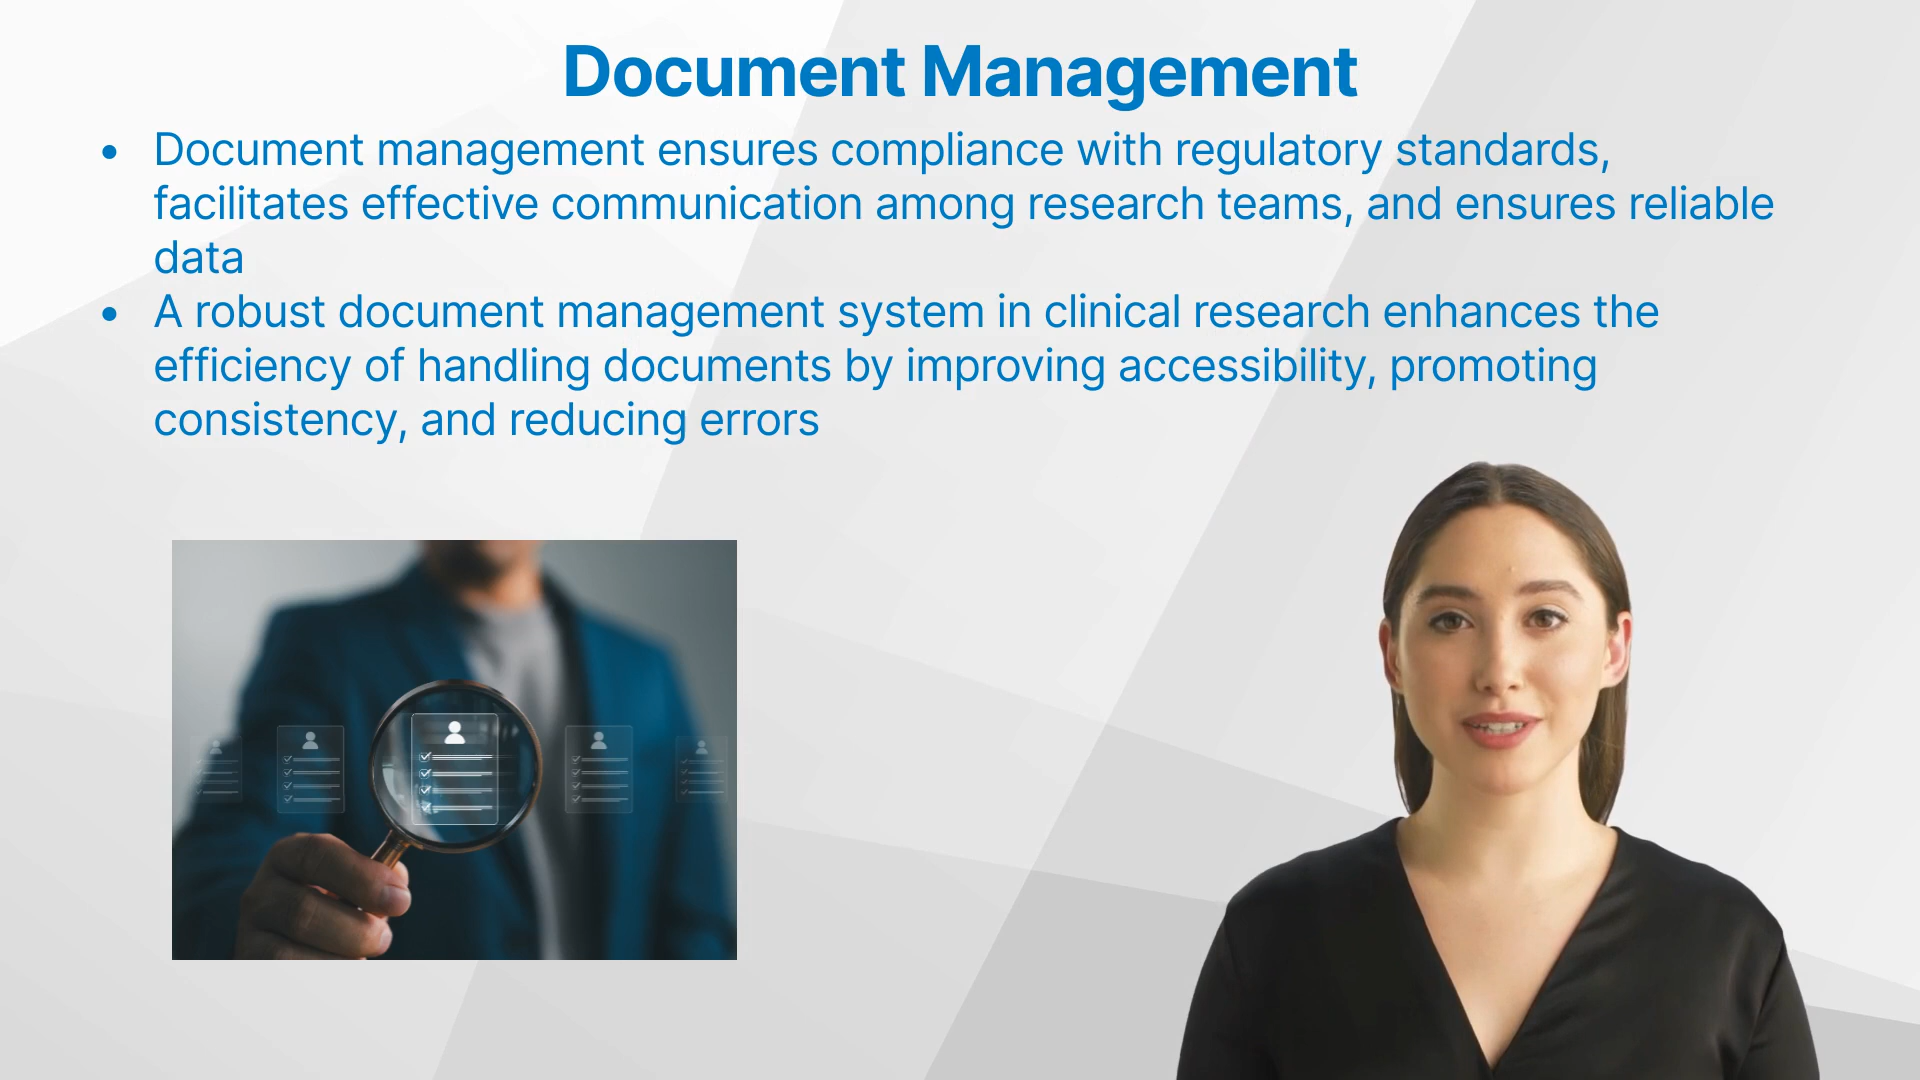 Document Management
• Document management ensures compliance with regulatory standards,
facilitates effective communication among research teams, and ensures reliable
data
• A robust document management system in clinical research enhances the
efficiency of handling documents by improving accessibility, promoting
consistency, and reducing errors